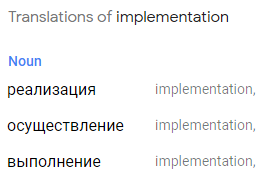 Translations of implementation
Noun
реализация implementation,
осуществление implementation,
выполнение implementation,